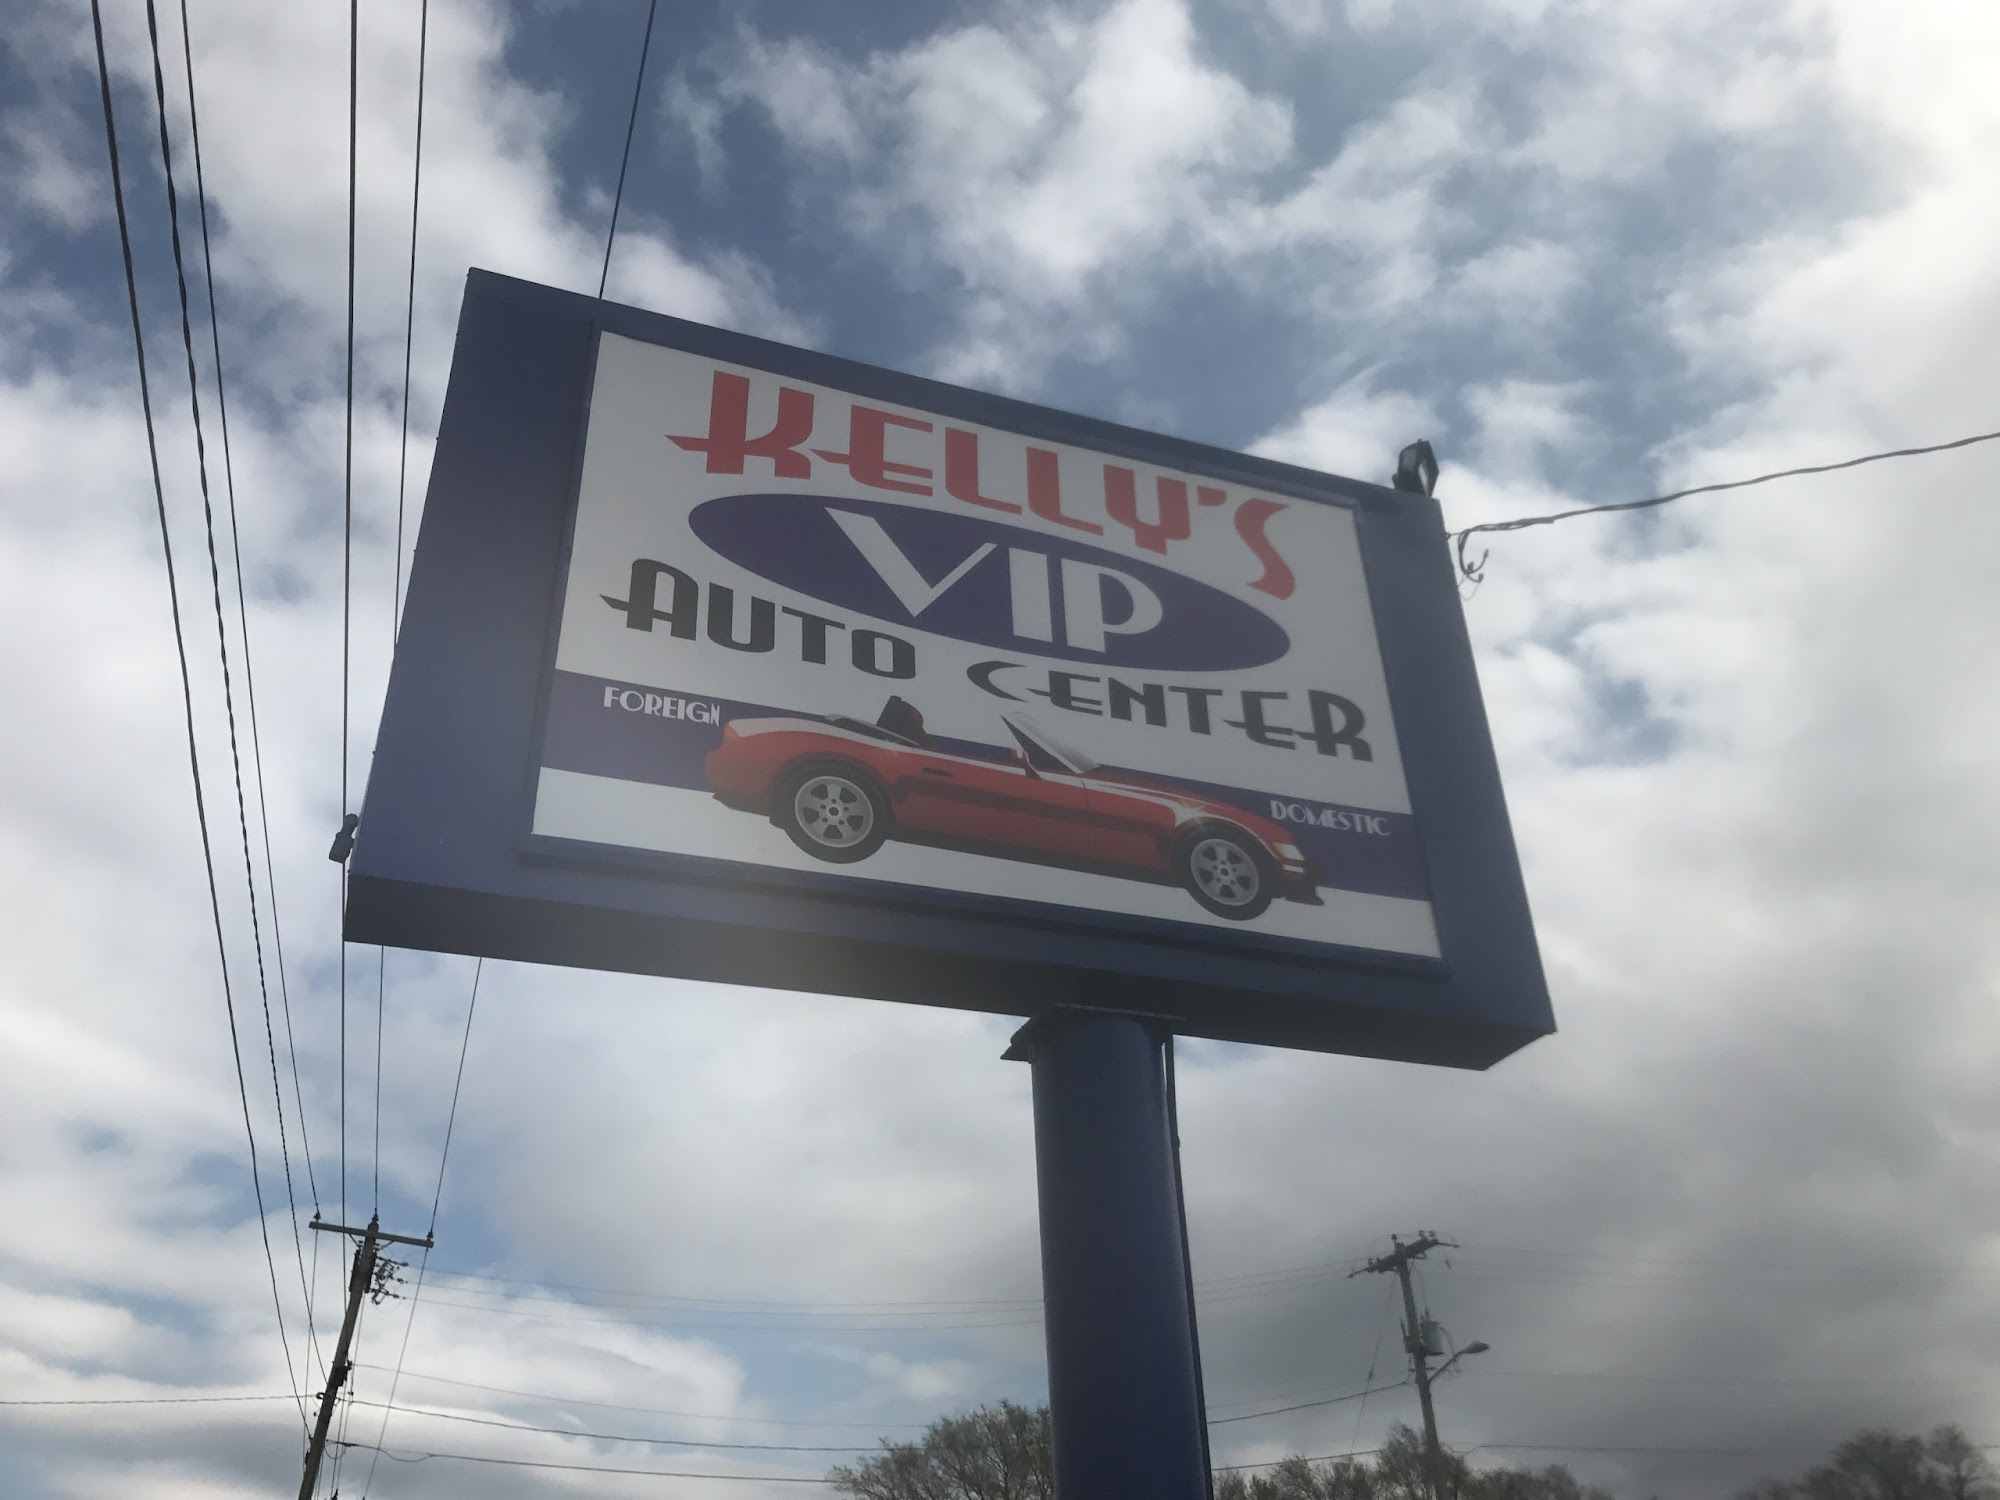 KELLY'S
VIP
AUTO CENTER
FOREIGN
DOMESTIC